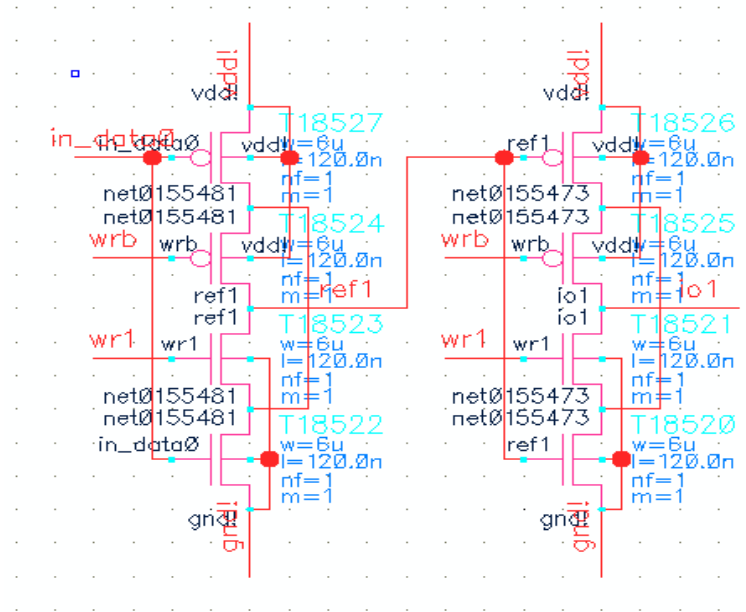 vdd!
vdd!
vdd!
vdd!
T18527
T18526
in_data0
in_data0
vdd!
w=6u
ref1
vdd!
w=6u
l=120.0n
l=120.0n
nf=1
nf=1
net0155481
m=1
net0155473
m=1
net0155481
T18524
net0155473
T18525
wrb
wrb
vdd!
w=6u
wrb
wrb
vdd!
w=6u
l=120.0n
l=120.0n
nf=1
nf=1
ref1
m=1
ref1
io1
m=1
io1
ref1
T18523
io1
T18521
wr1
wr1
w=6u
wr1
wr1
w=6u
l=120.0n
l=120.0n
nf=1
nf=1
net0155481
m=1
net0155473
m=1
net0155481
T18522
net0155473
T18520
in_data0
w=6u
ref1
w=6u
l=120.0n
l=120.0n
nf=1
nf=1
m=1
m=1
gnd!
gnd!
gnd!
gnd!